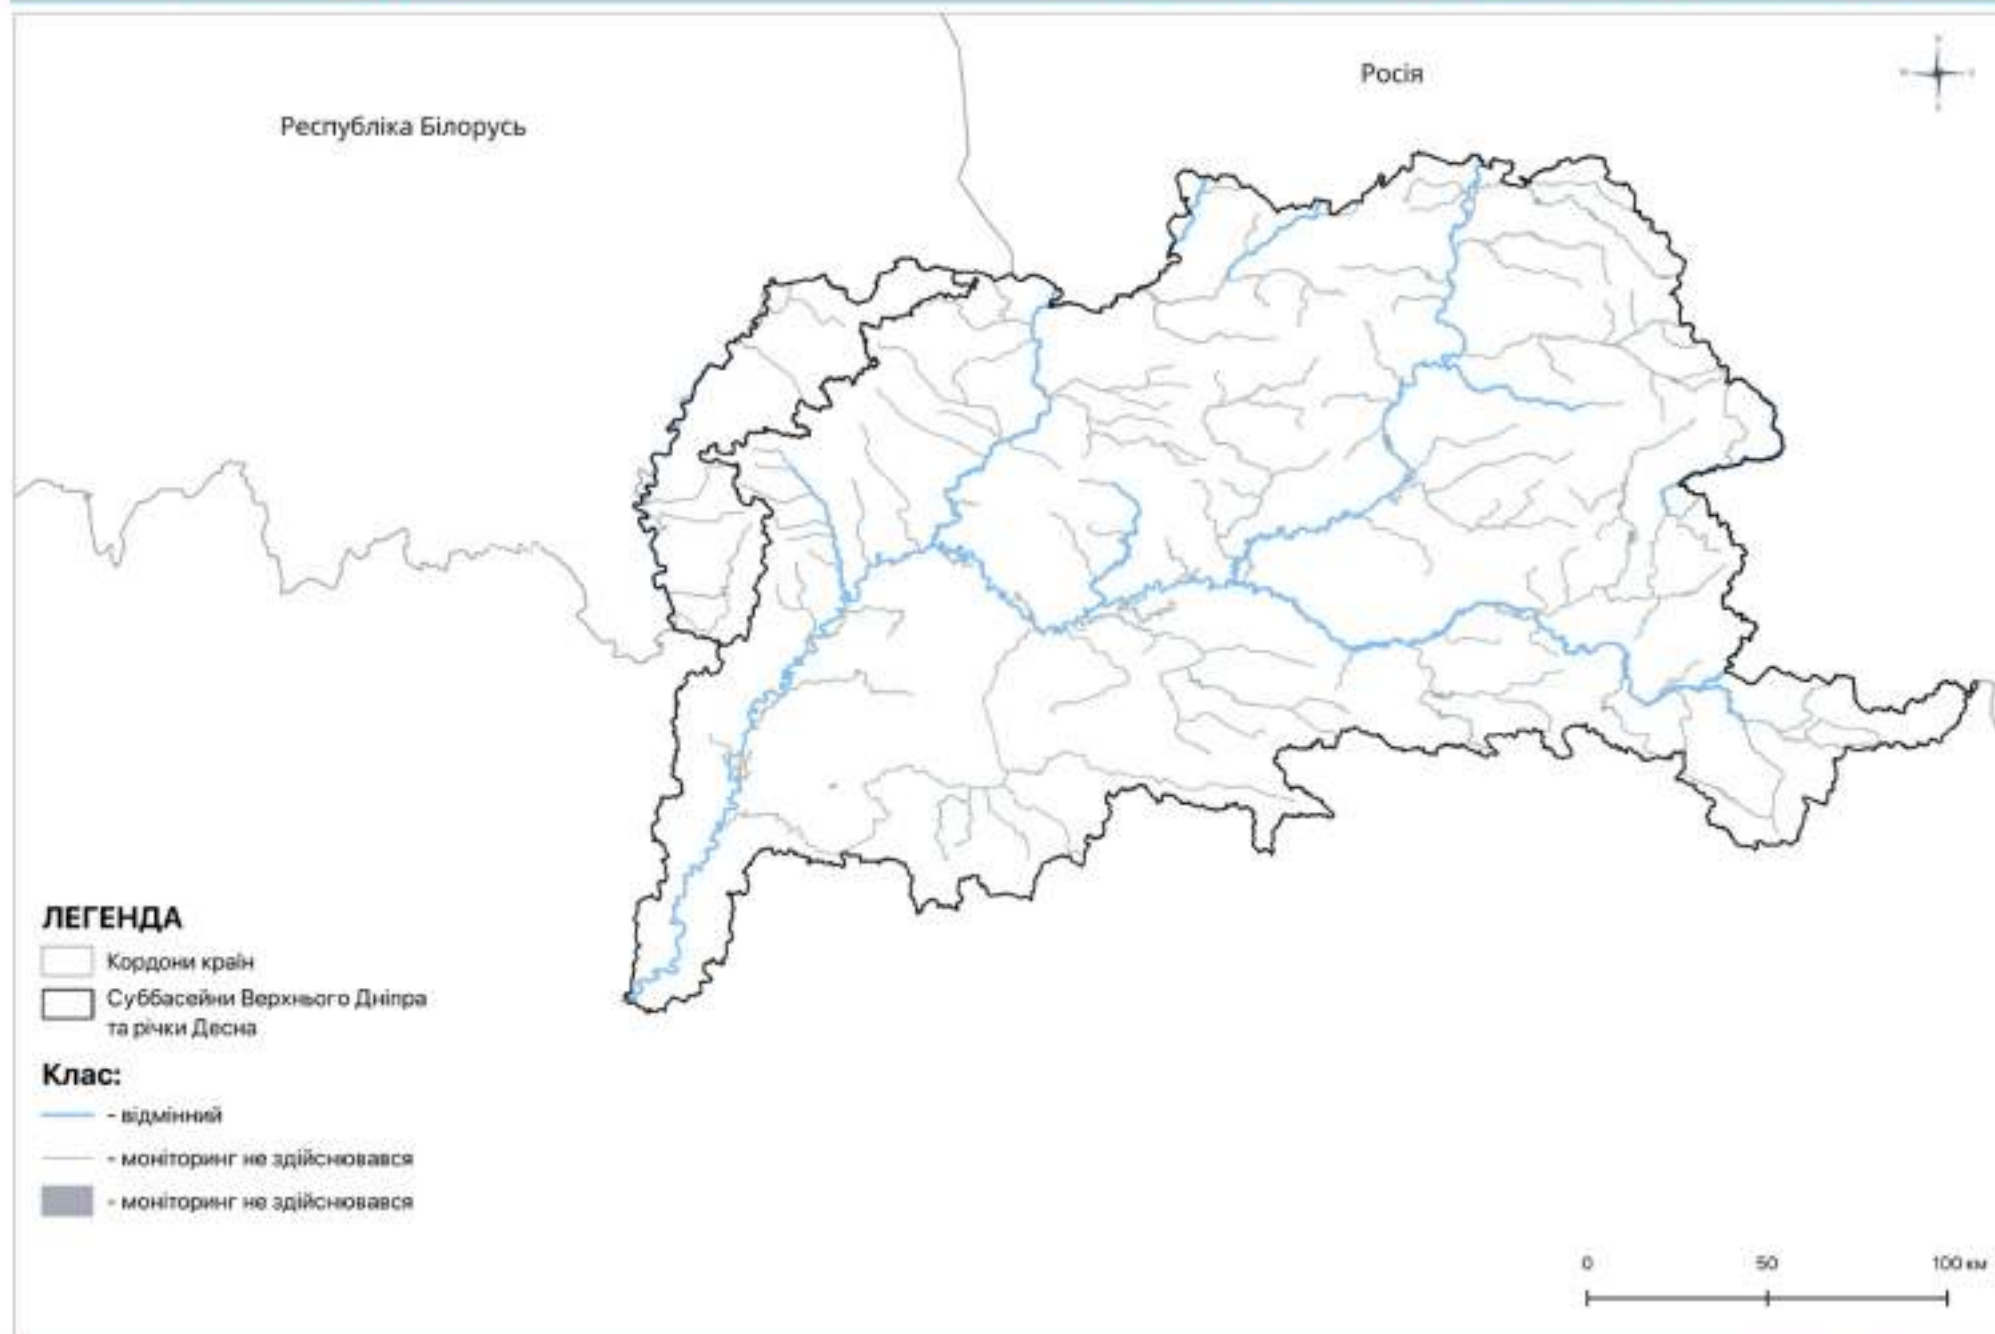 Росія
Республіка Білорусь
ЛЕГЕНДА
Кордони країн
Суббасейни Верхнього Дніпра
та річки Десна
Клас:
- відмінний
- моніторинг не здійснювався
- моніторинг не здійснювався
0 50 100 км